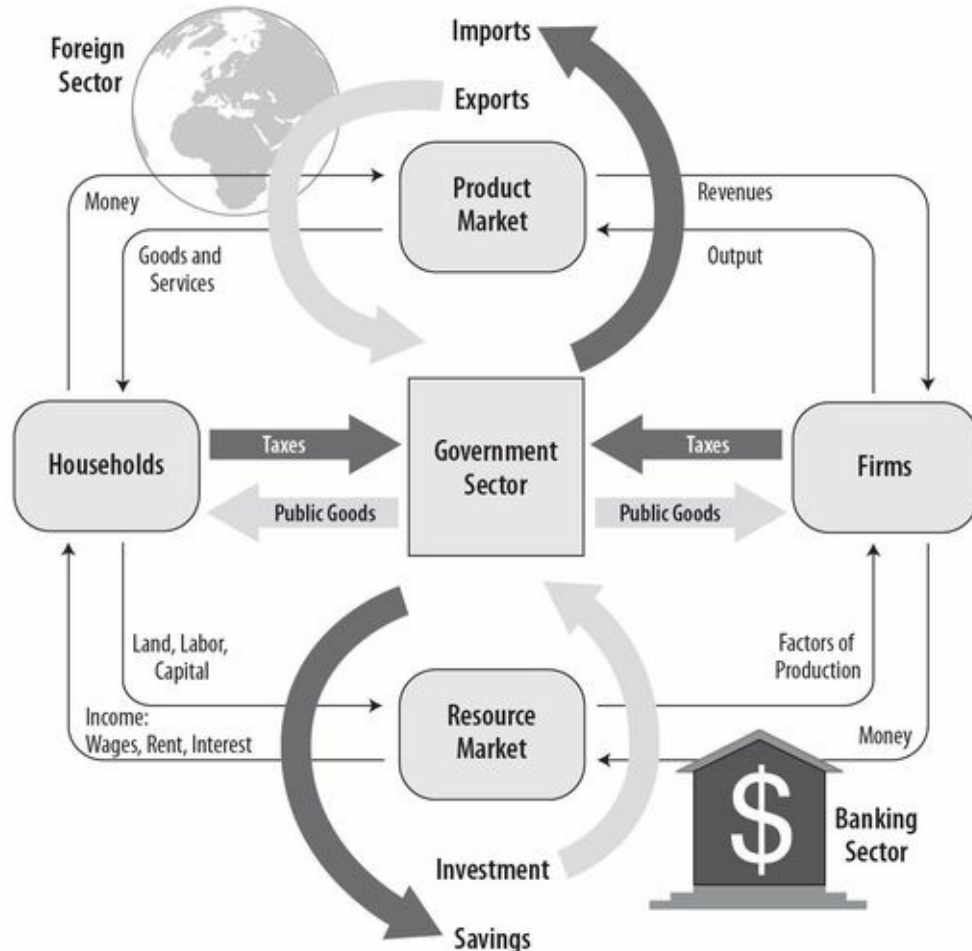 Imports
Foreign
Sector
Exports
Product
Market
Money
Revenues
Goods and
Services
Output
Households
Taxes
Government
Sector
Taxes
Firms
Public Goods
Public Goods
Land, Labor,
Capital
Factors of
Production
Income:
Wages, Rent, Interest
Resource
Market
Money
$
Banking
Sector
Investment
Savings